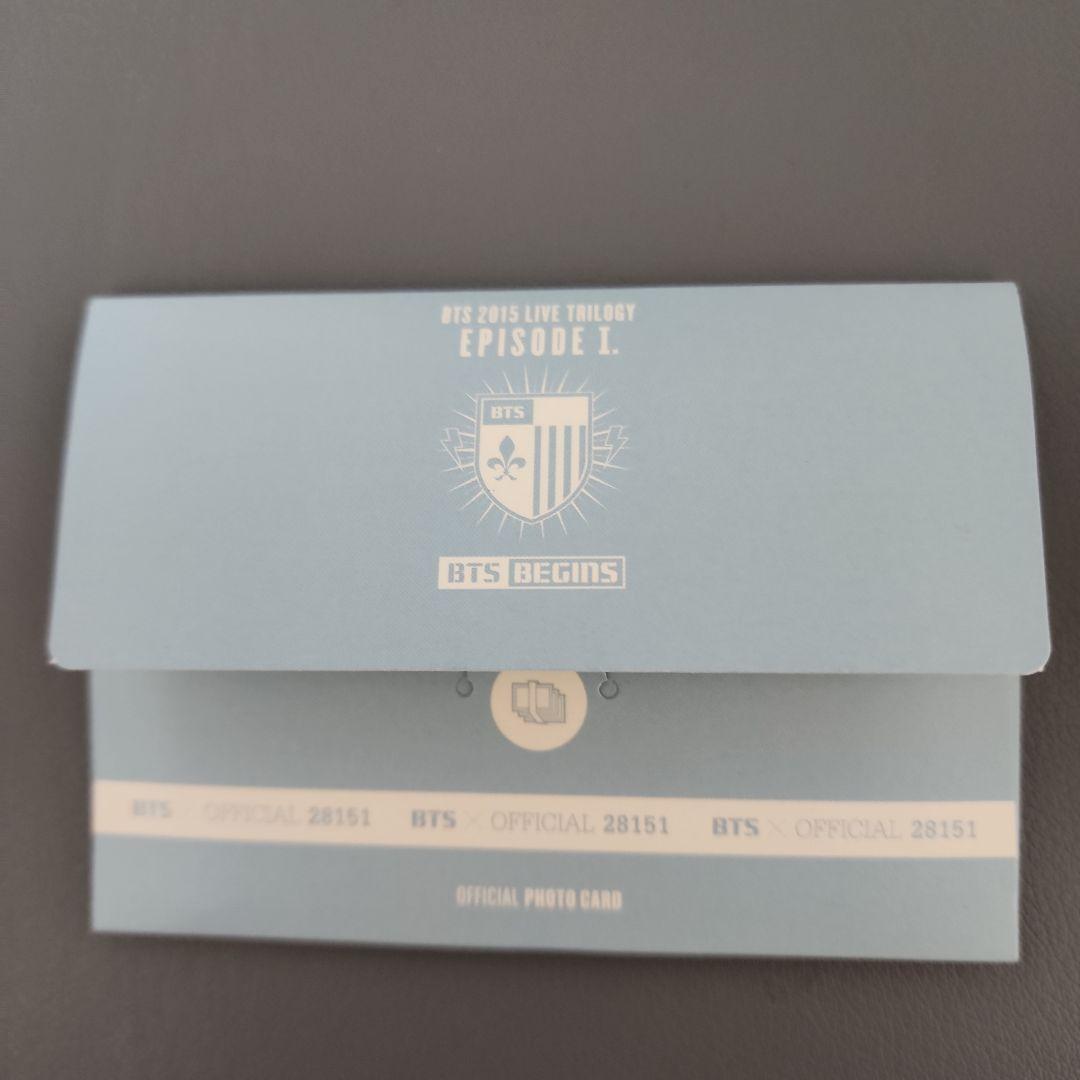 BTS 2015 LIVE TRILOGY
EPISODE I.
BTS
BTS BEGINS
BTS × OFFICIAL 28151 BTS × OFFICIAL 28151 BTS × OFFICIAL 28151
OFFICIAL PHOTO CARD